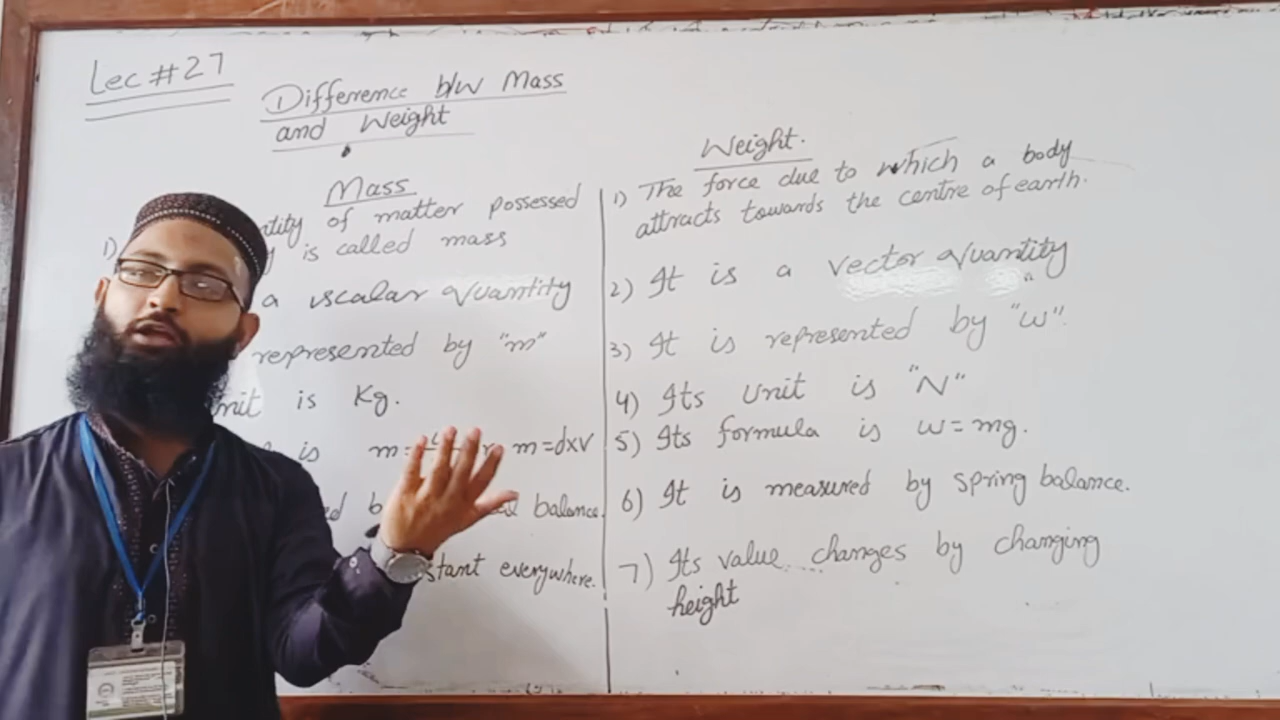 Lec #27
Difference b/w Mass
and Weight
Mass
1) ntity of matter possessed
y is called mass
a scalar quantity
represented by "m"
nit is Kg.
is m= m=dxv
ed b balance.
stant everywhere.
Weight.
1) The force due to which a body
attracts towards the centre of earth.
2) It is a vector quantity
3) It is represented by "w".
4) Its unit is "N"
5) Its formula is w=mg.
6) It is measured by spring balance.
7) Its value changes by changing
height